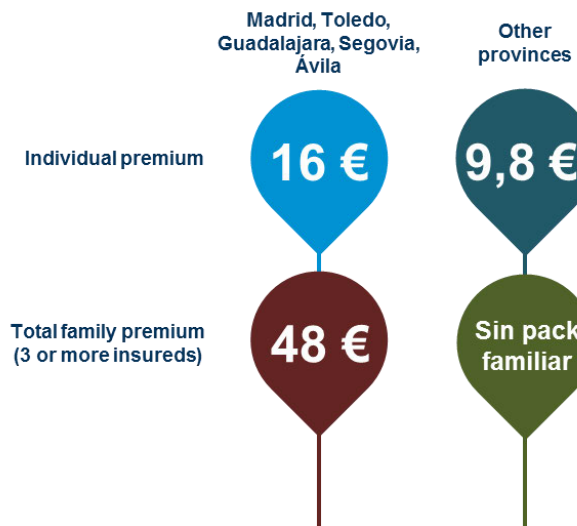 Madrid, Toledo,
Guadalajara, Segovia,
Ávila
Other
provinces
Individual premium
16 €
9,8 €
Total family premium
(3 or more insureds)
48 €
Sin pack
familiar